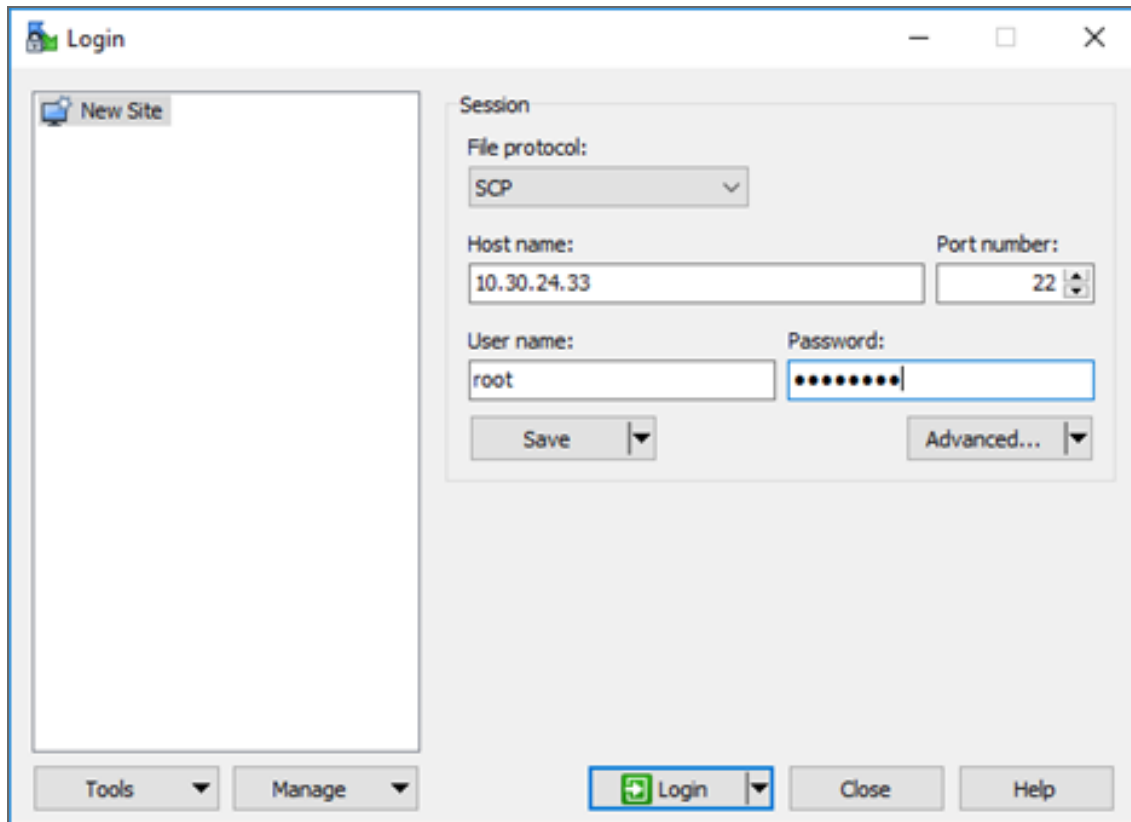 Login
New Site
Session
File protocol:
SCP
Host name:
Port number:
10.30.24.33
22
User name:
Password:
root
••••••••
Save
Advanced...
Tools
Manage
Login
Close
Help